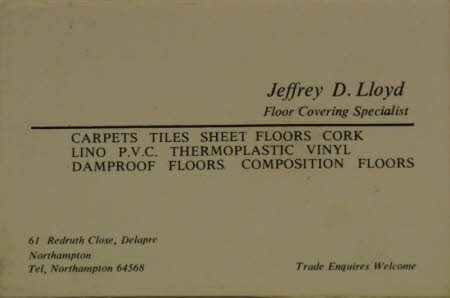 Jeffrey D. Lloyd
Floor Covering Specialist
CARPETS TILES SHEET FLOORS CORK
LINO P.V.C. THERMOPLASTIC VINYL
DAMPROOF FLOORS COMPOSITION FLOORS
61 Redruth Close, Delapre
Northampton
Tel, Northampton 64568
Trade Enquires Welcome